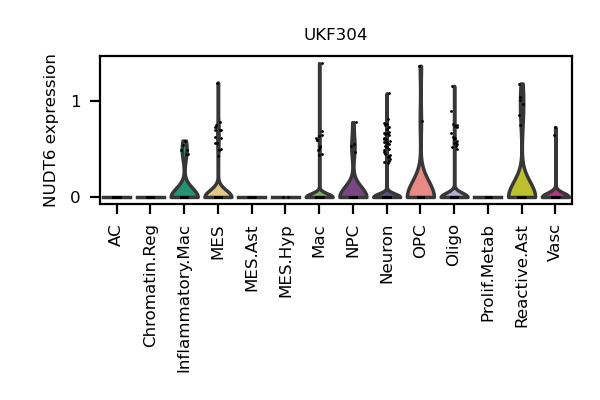 UKF304
NUDT6 expression
1
0
AC
Chromatin.Reg
Inflammatory.Mac
MES
MES.Ast
MES.Hyp
Mac
NPC
Neuron
OPC
Oligo
Prolif.Metab
Reactive.Ast
Vasc